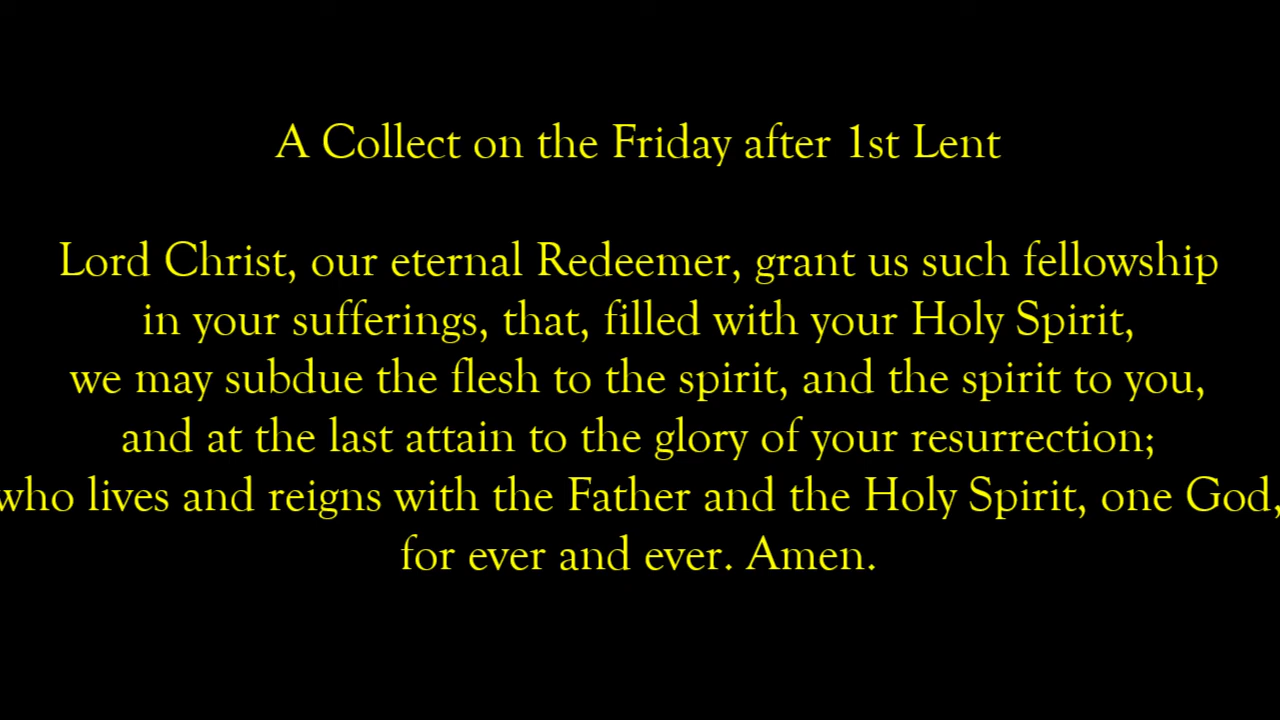 A Collect on the Friday after 1st Lent
Lord Christ, our eternal Redeemer, grant us such fellowship
in your sufferings, that, filled with your Holy Spirit,
we may subdue the flesh to the spirit, and the spirit to you,
and at the last attain to the glory of your resurrection;
who lives and reigns with the Father and the Holy Spirit, one God,
for ever and ever. Amen.